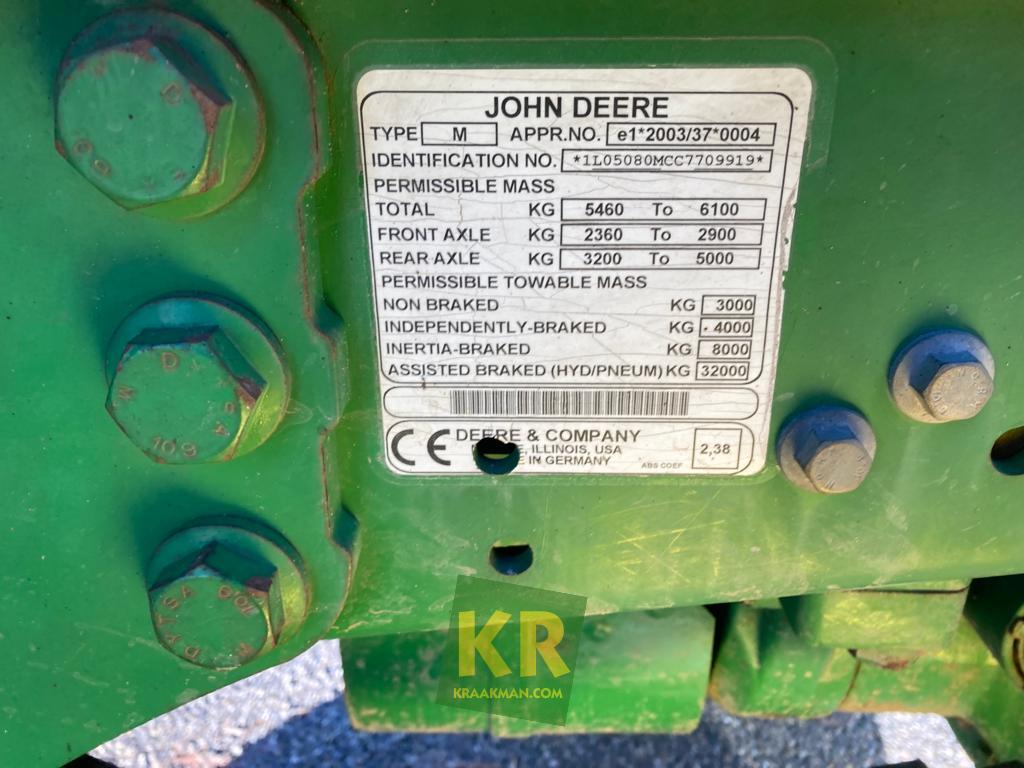 JOHN DEERE
TYPE M APPR.NO. e1*2003/37*0004
IDENTIFICATION NO. *1L05080MCC7709919*
PERMISSIBLE MASS
TOTAL KG 5460 To 6100
FRONT AXLE KG 2360 To 2900
REAR AXLE KG 3200 To 5000
PERMISSIBLE TOWABLE MASS
NON BRAKED KG 3000
INDEPENDENTLY-BRAKED KG 4000
INERTIA-BRAKED KG 8000
ASSISTED BRAKED (HYD/PNEUM) KG 32000
CE DEERE & COMPANY 2,38
ILLINOIS, USA
IN GERMANY ABS COEF
KR
KRAAKMAN.COM